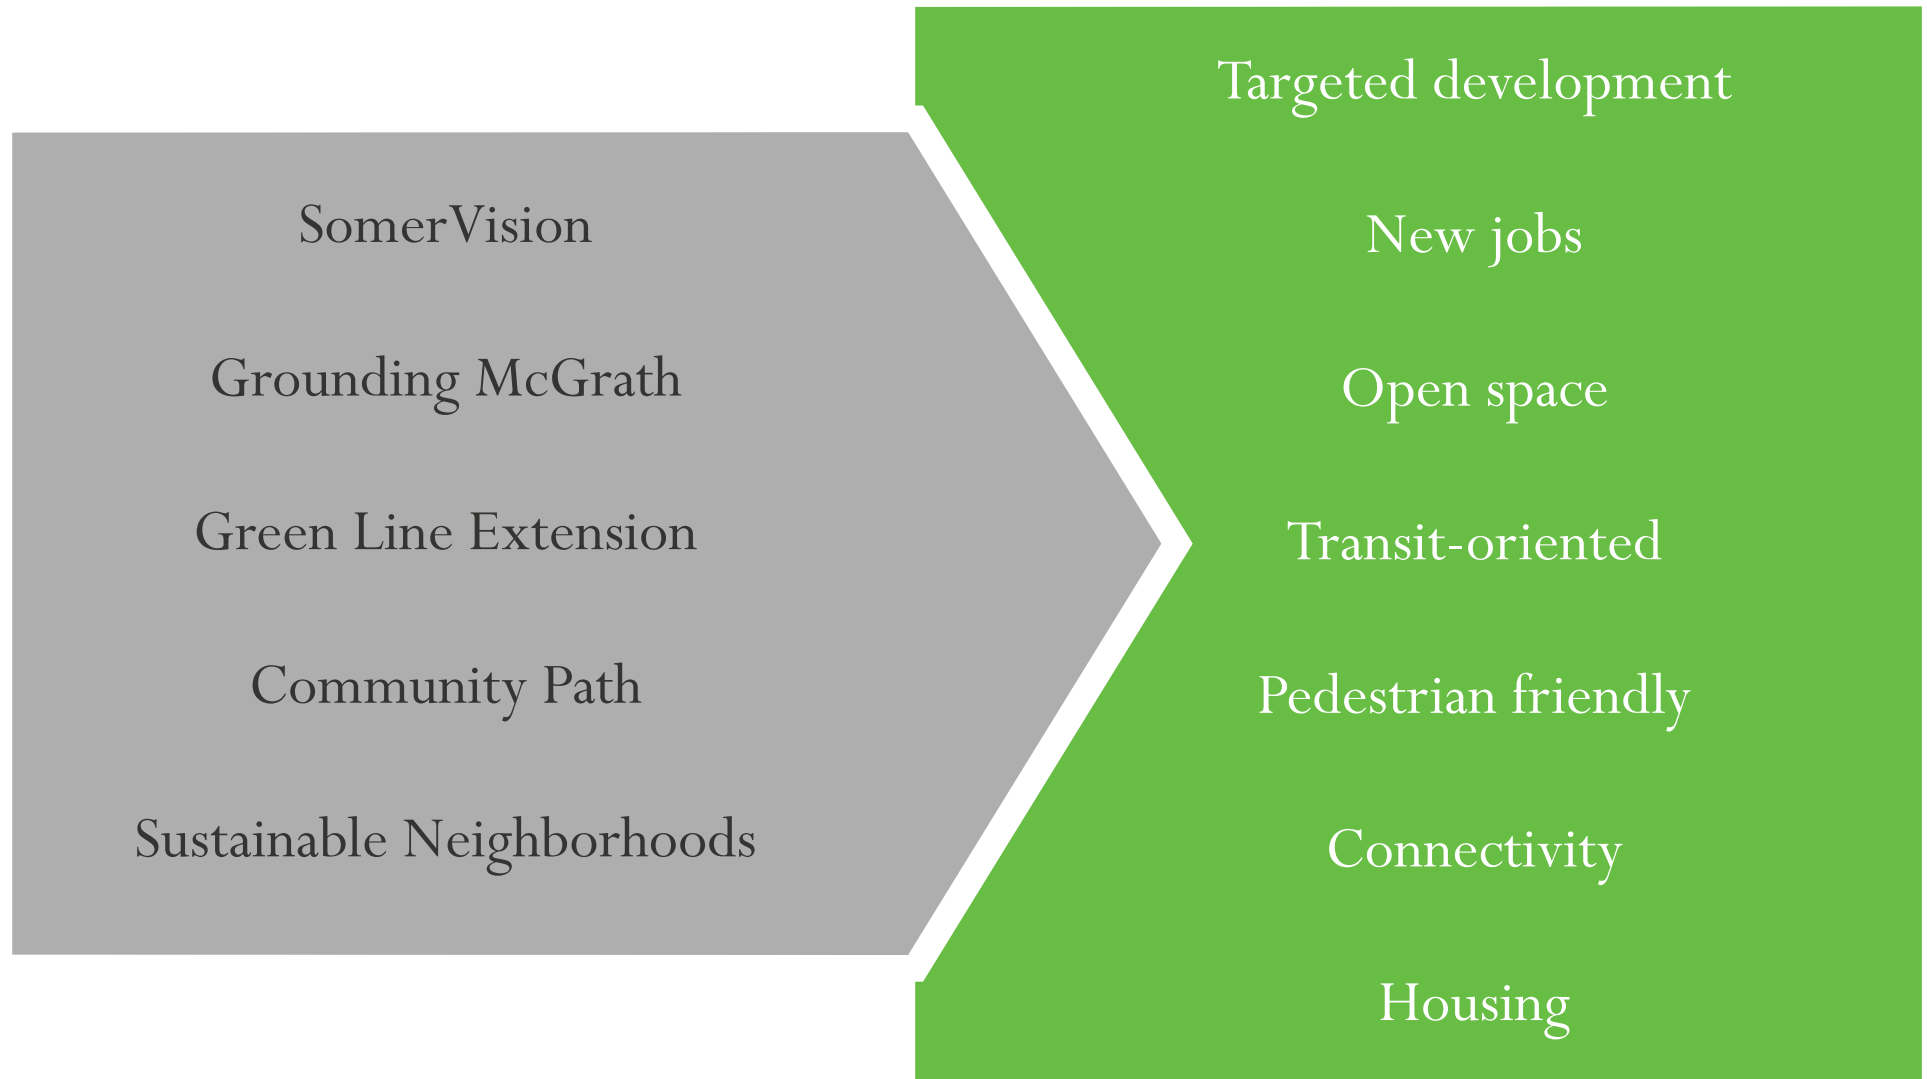 SomerVision
Grounding McGrath
Green Line Extension
Community Path
Sustainable Neighborhoods
Targeted development
New jobs
Open space
Transit-oriented
Pedestrian friendly
Connectivity
Housing